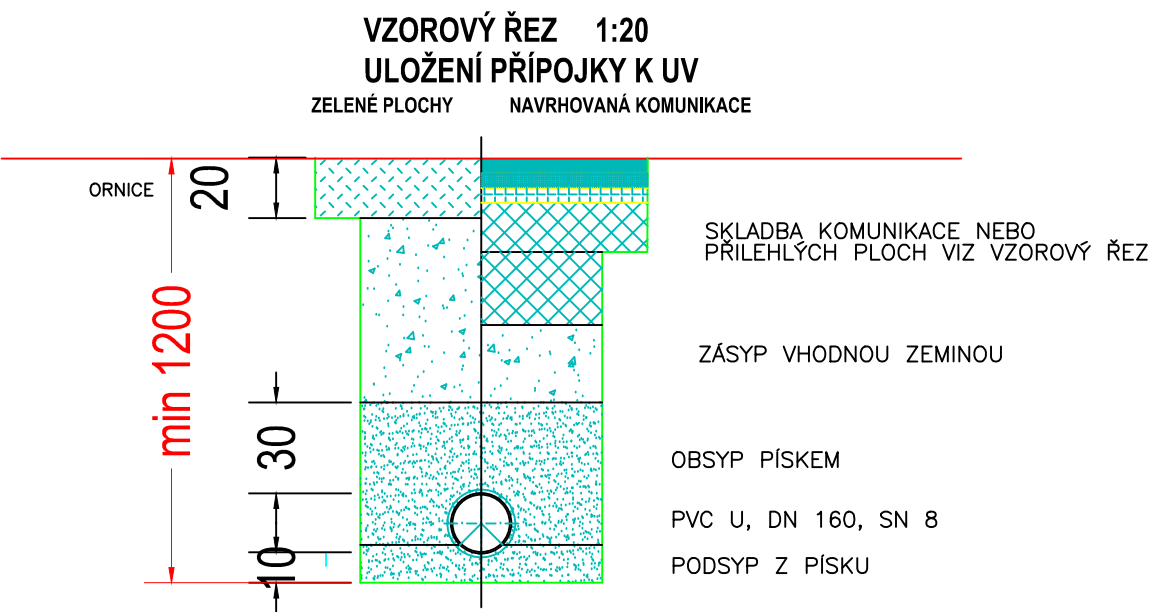 VZOROVÝ ŘEZ 1:20
ULOŽENÍ PŘÍPOJKY K UV
ZELENÉ PLOCHY NAVRHOVANÁ KOMUNIKACE
ORNICE
20
SKLADBA KOMUNIKACE NEBO
PŘILEHLÝCH PLOCH VIZ VZOROVÝ ŘEZ
min 1200
ZÁSYP VHODNOU ZEMINOU
30
OBSYP PÍSKEM
PVC U, DN 160, SN 8
10
PODSYP Z PÍSKU